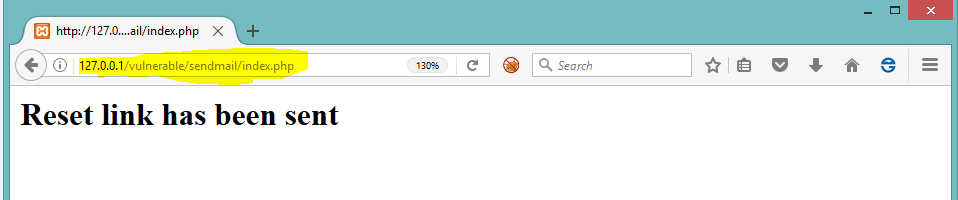 http://127.0....ail/index.php
127.0.0.1/vulnerable/sendmail/index.php
130%
Search
Reset link has been sent